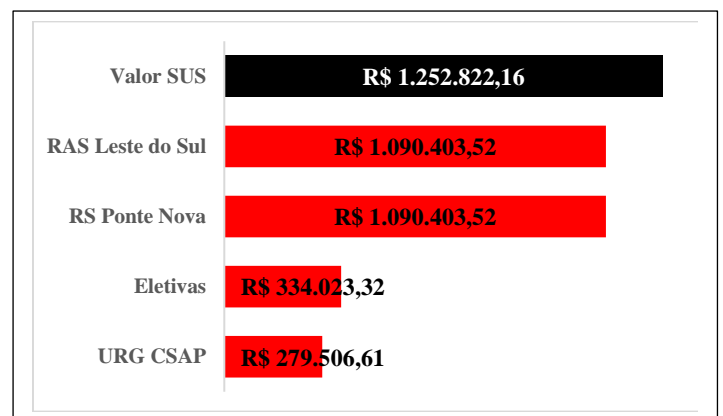 Valor SUS R$ 1.252.822,16
RAS Leste do Sul R$ 1.090.403,52
RS Ponte Nova R$ 1.090.403,52
Eletivas R$ 334.023,32
URG CSAP R$ 279.506,61